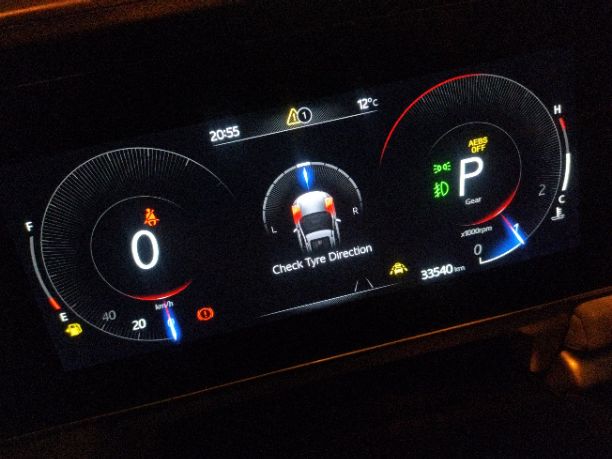 20:55
1
12°C
F
E
0
km/h
40
20
0
L
R
Check Tyre Direction
33540 km
AEBS
OFF
P
Gear
x1000rpm
0
1
2
H
C